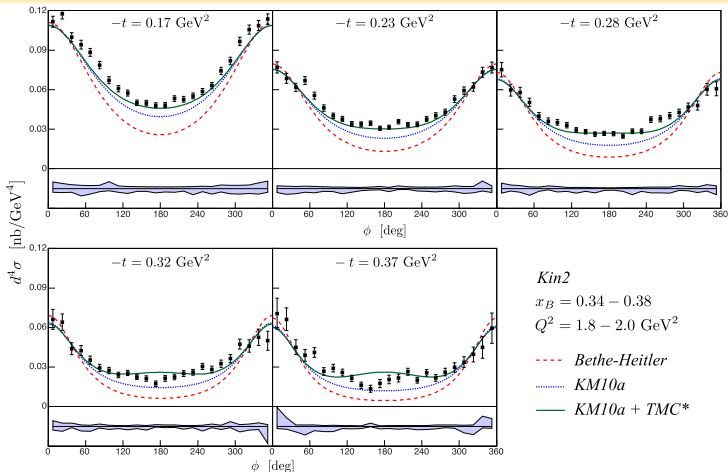 −t = 0.17 GeV²
−t = 0.23 GeV²
−t = 0.28 GeV²
0.12
0.09
0.06
0.03
0
0 60 120 180 240 300 0 60 120 180 240 300 0 60 120 180 240 300 360
ϕ [deg]
d⁴σ [nb/GeV⁴]
−t = 0.32 GeV²
− t = 0.37 GeV²
0.12
0.09
0.06
0.03
0
0 60 120 180 240 300 0 60 120 180 240 300 360
ϕ [deg]
Kin2
x_B = 0.34 − 0.38
Q² = 1.8 − 2.0 GeV²
Bethe-Heitler
KM10a
KM10a + TMC*